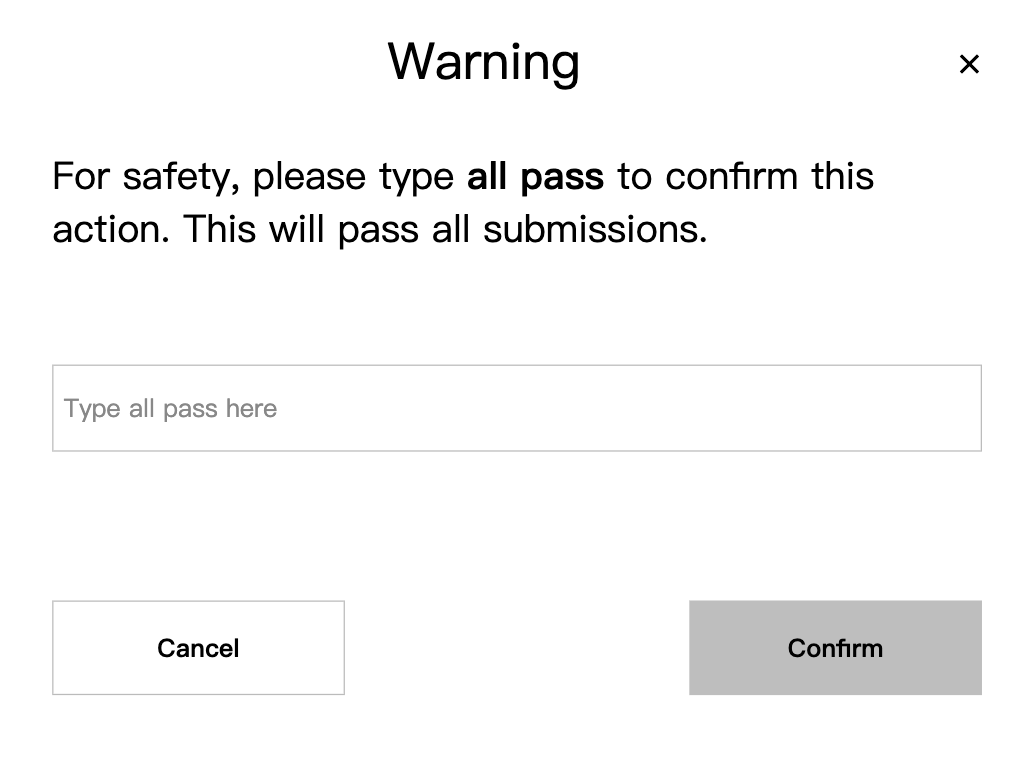 Warning
×
For safety, please type all pass to confirm this
action. This will pass all submissions.
Type all pass here
Cancel
Confirm